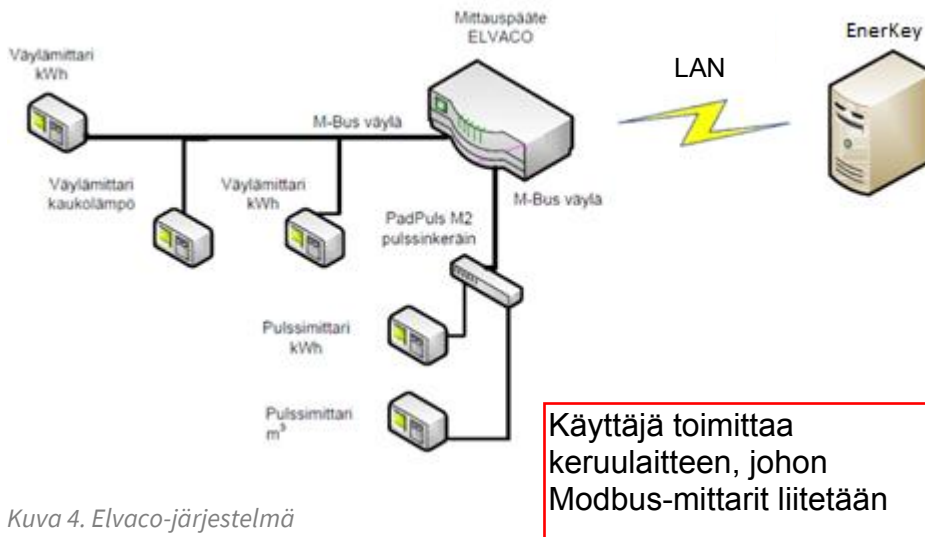 Mittauspääte
ELVACO
EnerKey
Väylämittari
kWh
LAN
M-Bus väylä
Väylämittari
kaukolämpö
Väylämittari
kWh
M-Bus väylä
PadPuls M2
pulssinkeräin
Pulssimittari
kWh
Pulssimittari
m³
Käyttäjä toimittaa
keruulaitteen, johon
Modbus-mittarit liitetään
Kuva 4. Elvaco-järjestelmä